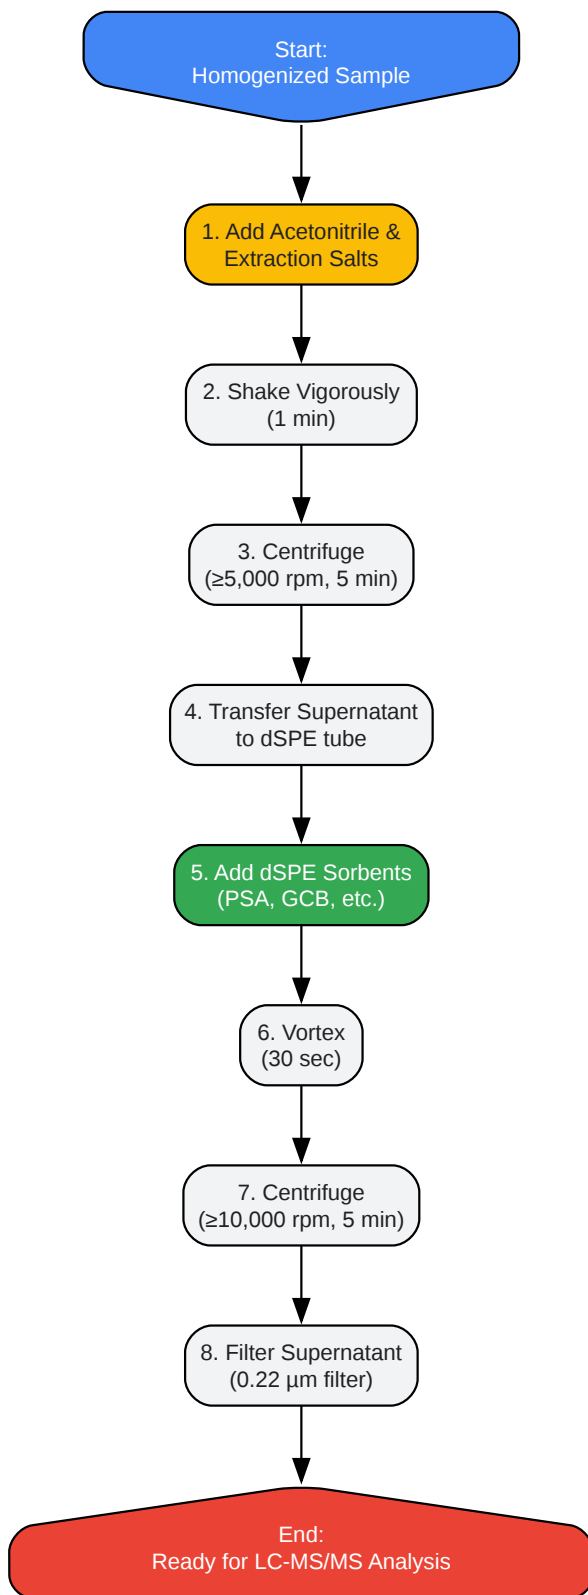 Start:
Homogenized Sample
1. Add Acetonitrile &
Extraction Salts
2. Shake Vigorously
(1 min)
3. Centrifuge
(≥5,000 rpm, 5 min)
4. Transfer Supernatant
to dSPE tube
5. Add dSPE Sorbents
(PSA, GCB, etc.)
6. Vortex
(30 sec)
7. Centrifuge
(≥10,000 rpm, 5 min)
8. Filter Supernatant
(0.22 µm filter)
End:
Ready for LC-MS/MS Analysis